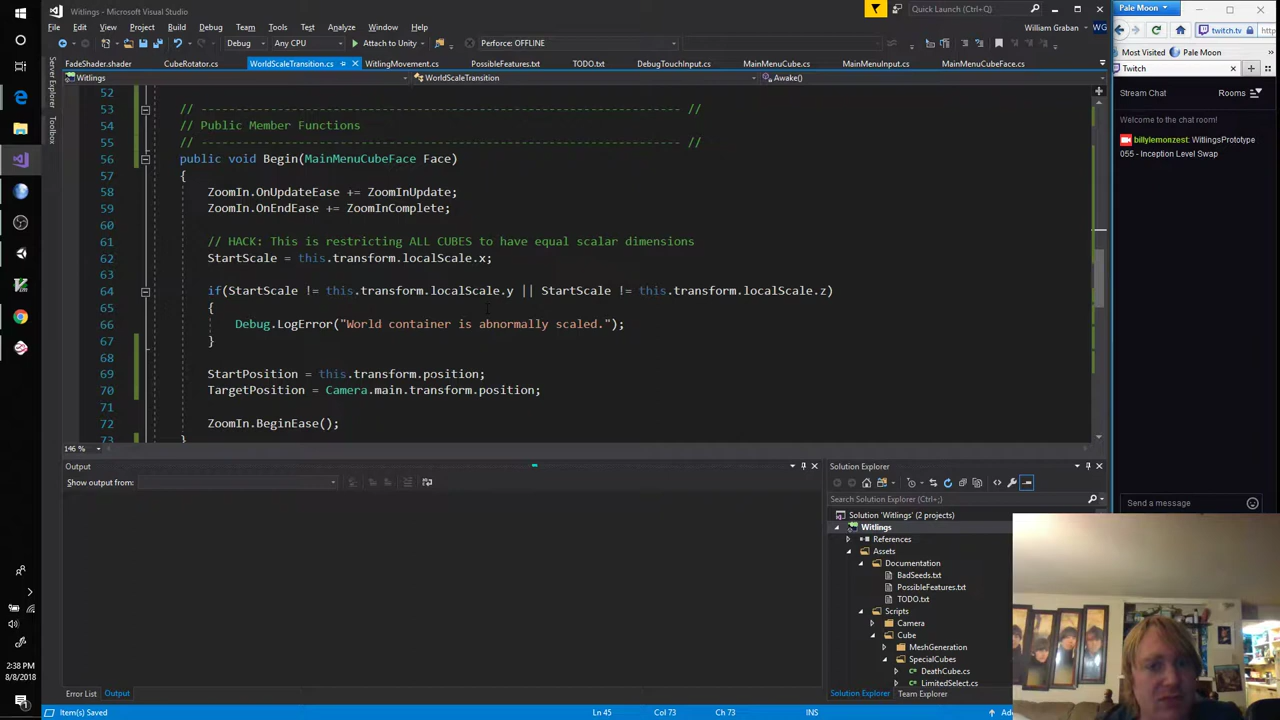 Witlings - Microsoft Visual Studio
Quick Launch (Ctrl+Q)
File Edit View Project Build Debug Team Tools Test Analyze Window Help
William Graban WG
Debug Any CPU Attach to Unity Perforce: OFFLINE
FadeShader.shader CubeRotator.cs WorldScaleTransition.cs WitlingMovement.cs PossibleFeatures.txt TODO.txt DebugTouchInput.cs MainMenuCube.cs MainMenuInput.cs MainMenuCubeFace.cs
Witlings WorldScaleTransition Awake()
Server Explorer
Toolbox
52
53 // ---------------------------------------------------------------------- //
54 // Public Member Functions
55 // ---------------------------------------------------------------------- //
56 public void Begin(MainMenuCubeFace Face)
57 {
58 ZoomIn.OnUpdateEase += ZoomInUpdate;
59 ZoomIn.OnEndEase += ZoomInComplete;
60
61 // HACK: This is restricting ALL CUBES to have equal scalar dimensions
62 StartScale = this.transform.localScale.x;
63
64 if(StartScale != this.transform.localScale.y || StartScale != this.transform.localScale.z)
65 {
66 Debug.LogError("World container is abnormally scaled.");
67 }
68
69 StartPosition = this.transform.position;
70 TargetPosition = Camera.main.transform.position;
71
72 ZoomIn.BeginEase();
73 }
146 %
Output
Show output from:
Error List Output
Solution Explorer
Search Solution Explorer (Ctrl+;)
Solution 'Witlings' (2 projects)
Witlings
References
Assets
Documentation
BadSeeds.txt
PossibleFeatures.txt
TODO.txt
Scripts
Camera
Cube
MeshGeneration
SpecialCubes
DeathCube.cs
LimitedSelect.cs
Solution Explorer Team Explorer
Item(s) Saved Ln 45 Col 73 Ch 73 INS
2:38 PM
8/8/2018
Pale Moon
twitch.tv
Most Visited Pale Moon
Twitch
Stream Chat Rooms
Welcome to the chat room!
billylemonzest: WitlingsPrototype
055 - Inception Level Swap
Send a message